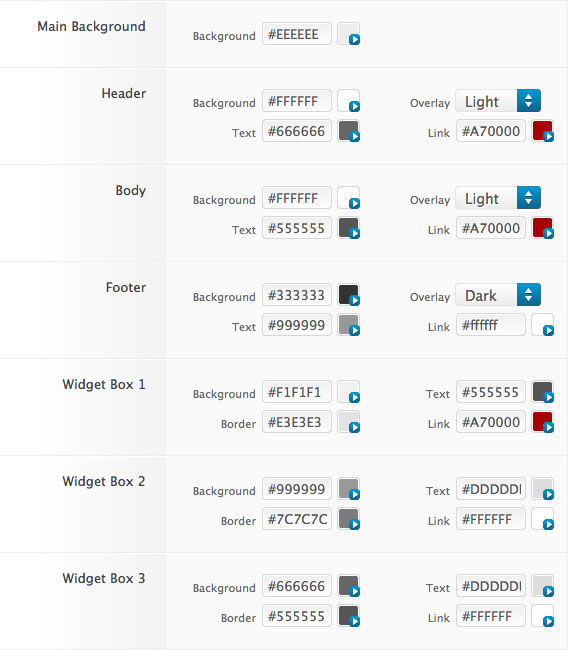 Main Background
Background #EEEEEE
Header
Background #FFFFFF Overlay Light
Text #666666 Link #A70000
Body
Background #FFFFFF Overlay Light
Text #555555 Link #A70000
Footer
Background #333333 Overlay Dark
Text #999999 Link #ffffff
Widget Box 1
Background #F1F1F1 Text #555555
Border #E3E3E3 Link #A70000
Widget Box 2
Background #999999 Text #DDDDD
Border #7C7C7C Link #FFFFFF
Widget Box 3
Background #666666 Text #DDDDD
Border #555555 Link #FFFFFF